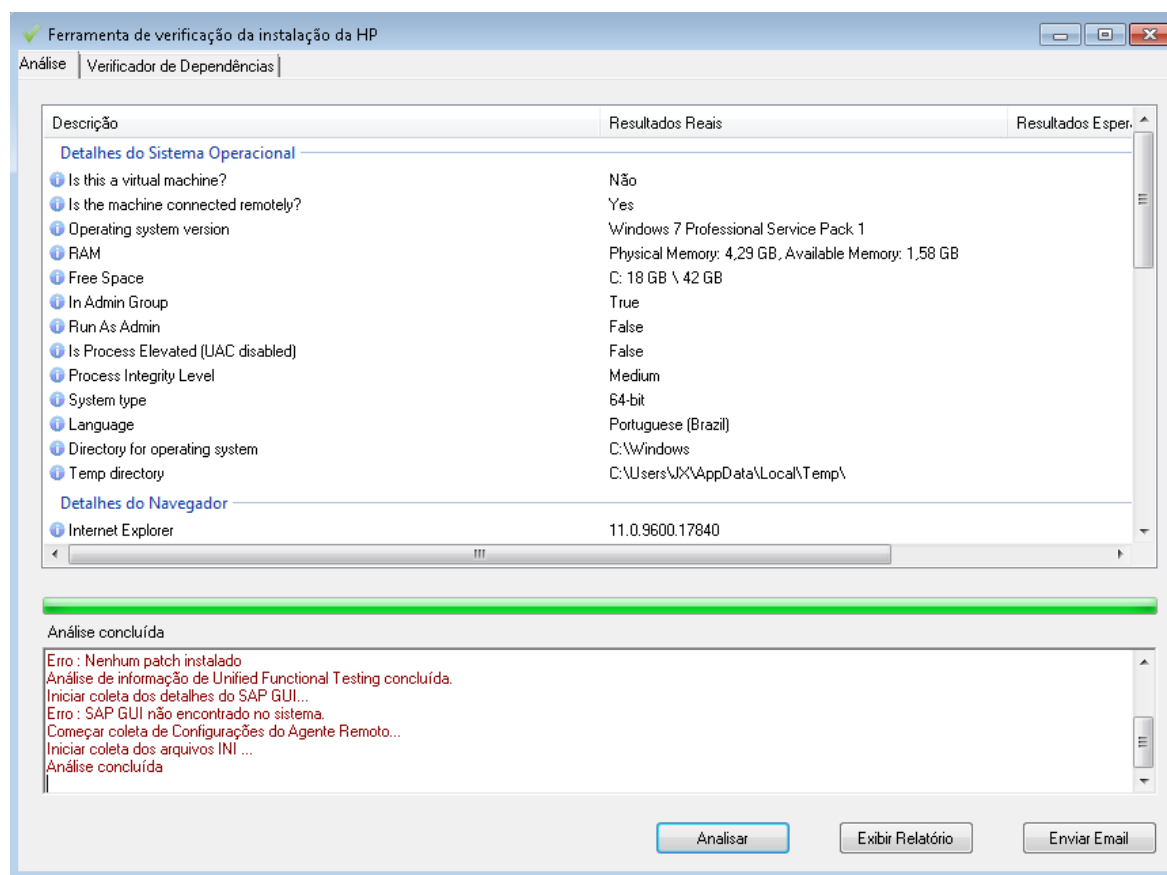 Ferramenta de verificação da instalação da HP
Análise Verificador de Dependências
Descrição Resultados Reais Resultados Esper.
Detalhes do Sistema Operacional
Is this a virtual machine? Não
Is the machine connected remotely? Yes
Operating system version Windows 7 Professional Service Pack 1
RAM Physical Memory: 4,29 GB, Available Memory: 1,58 GB
Free Space C: 18 GB \ 42 GB
In Admin Group True
Run As Admin False
Is Process Elevated (UAC disabled) False
Process Integrity Level Medium
System type 64-bit
Language Portuguese (Brazil)
Directory for operating system C:\Windows
Temp directory C:\Users\JX\AppData\Local\Temp\
Detalhes do Navegador
Internet Explorer 11.0.9600.17840
Análise concluída
Erro : Nenhum patch instalado
Análise de informação de Unified Functional Testing concluída.
Iniciar coleta dos detalhes do SAP GUI...
Erro : SAP GUI não encontrado no sistema.
Começar coleta de Configurações do Agente Remoto...
Iniciar coleta dos arquivos INI ...
Análise concluída
Analisar Exibir Relatório Enviar Email